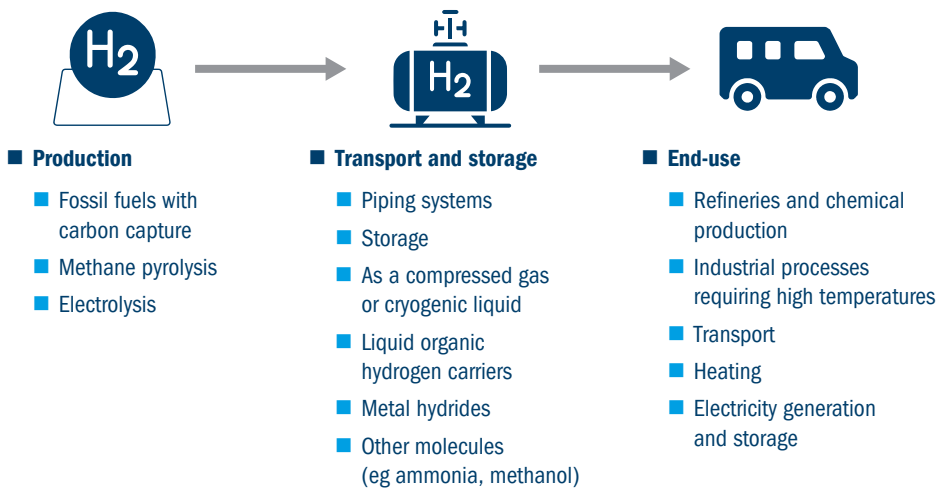 H2
H2
Production
Fossil fuels with
carbon capture
Methane pyrolysis
Electrolysis
Transport and storage
Piping systems
Storage
As a compressed gas
or cryogenic liquid
Liquid organic
hydrogen carriers
Metal hydrides
Other molecules
(eg ammonia, methanol)
End-use
Refineries and chemical
production
Industrial processes
requiring high temperatures
Transport
Heating
Electricity generation
and storage